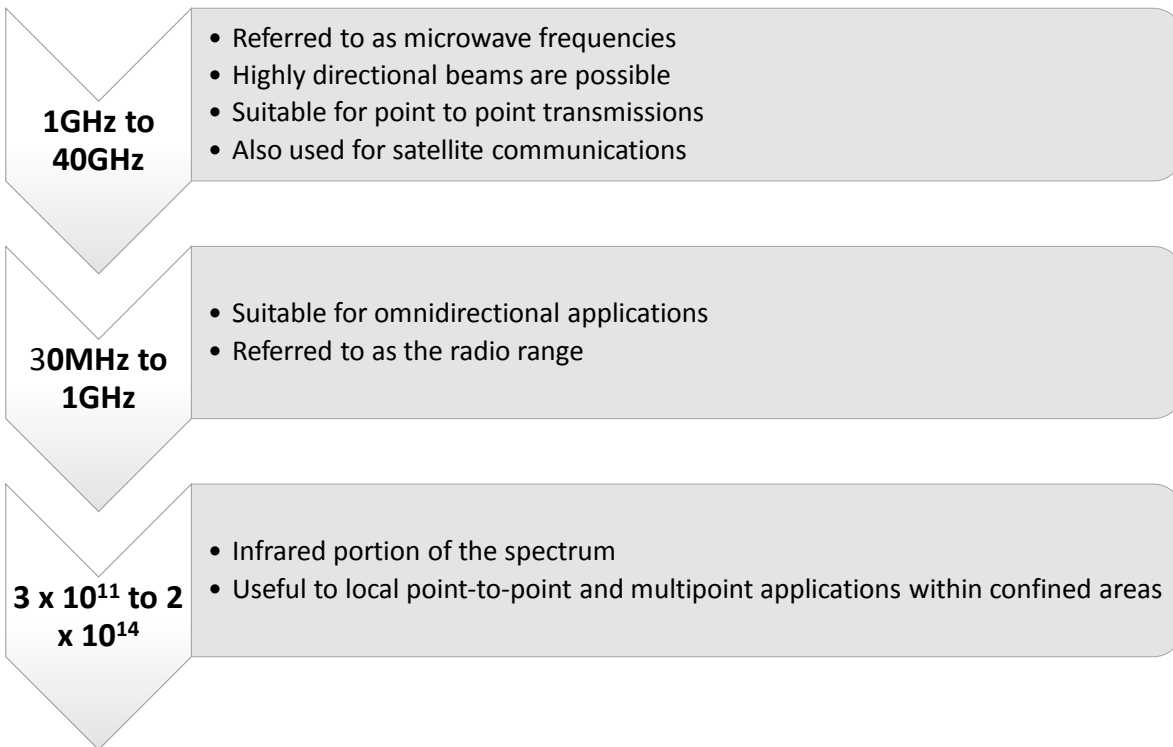 1GHz to
40GHz
• Referred to as microwave frequencies
• Highly directional beams are possible
• Suitable for point to point transmissions
• Also used for satellite communications
30MHz to
1GHz
• Suitable for omnidirectional applications
• Referred to as the radio range
3 x 10¹¹ to 2
x 10¹⁴
• Infrared portion of the spectrum
• Useful to local point-to-point and multipoint applications within confined areas